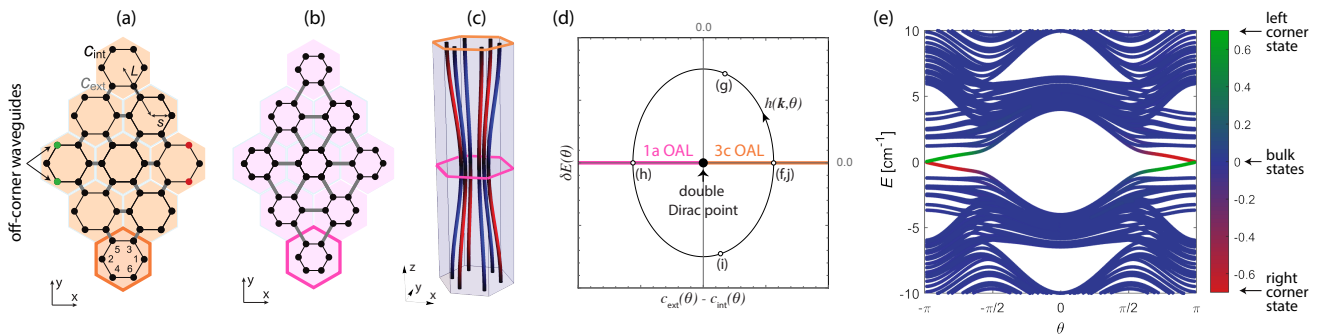 (a)
(b)
(c)
(d)
(e)
off-corner waveguides
c_int
c_ext
L
s
5 3
2 1
4 6
y
x
y
x
z
y
x
0.0
δE(θ)
(g)
h(k,θ)
1a OAL
3c OAL
0.0
(h)
(f,j)
double
Dirac point
(i)
c_ext(θ) - c_int(θ)
E [cm⁻¹]
10
5
0
-5
-10
-π
-π/2
0
π/2
π
θ
0.6
0.4
0.2
0
-0.2
-0.4
-0.6
left
corner
state
bulk
states
right
corner
state